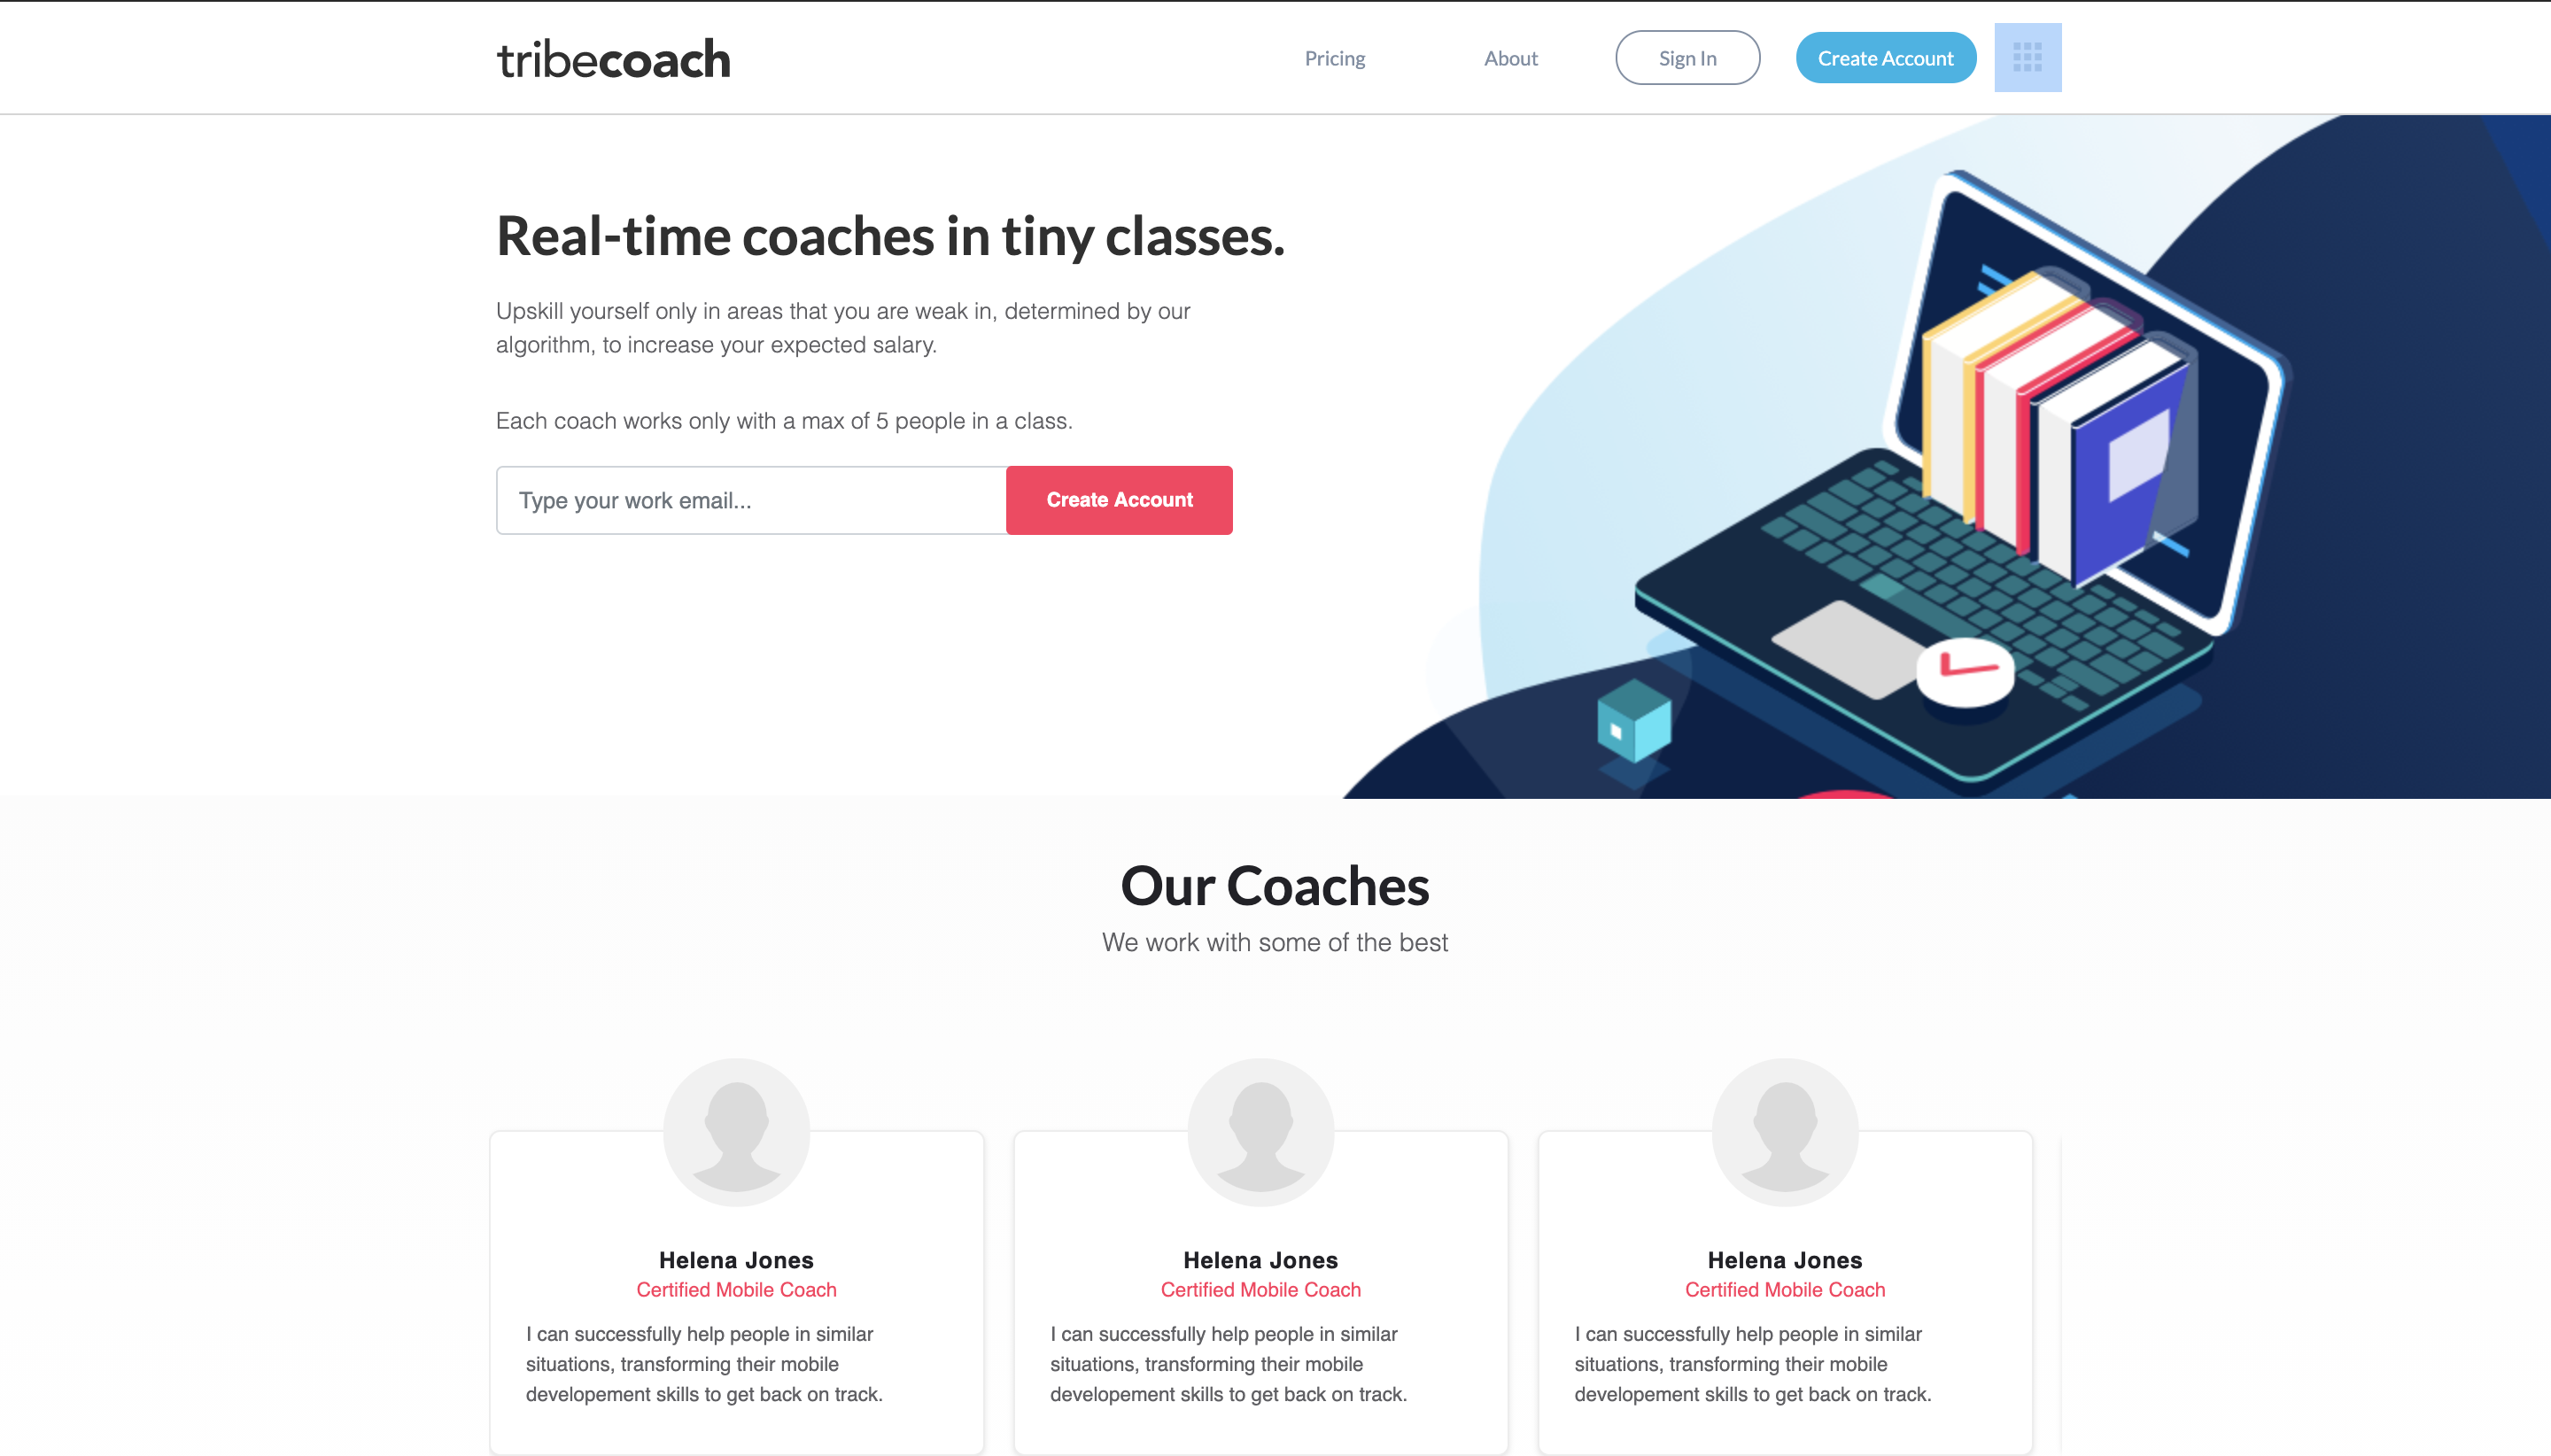 tribecoach
Pricing
About
Sign In
Create Account
Real-time coaches in tiny classes.
Upskill yourself only in areas that you are weak in, determined by our
algorithm, to increase your expected salary.
Each coach works only with a max of 5 people in a class.
Type your work email...
Create Account
Our Coaches
We work with some of the best
Helena Jones
Certified Mobile Coach
I can successfully help people in similar
situations, transforming their mobile
developement skills to get back on track.
Helena Jones
Certified Mobile Coach
I can successfully help people in similar
situations, transforming their mobile
developement skills to get back on track.
Helena Jones
Certified Mobile Coach
I can successfully help people in similar
situations, transforming their mobile
developement skills to get back on track.